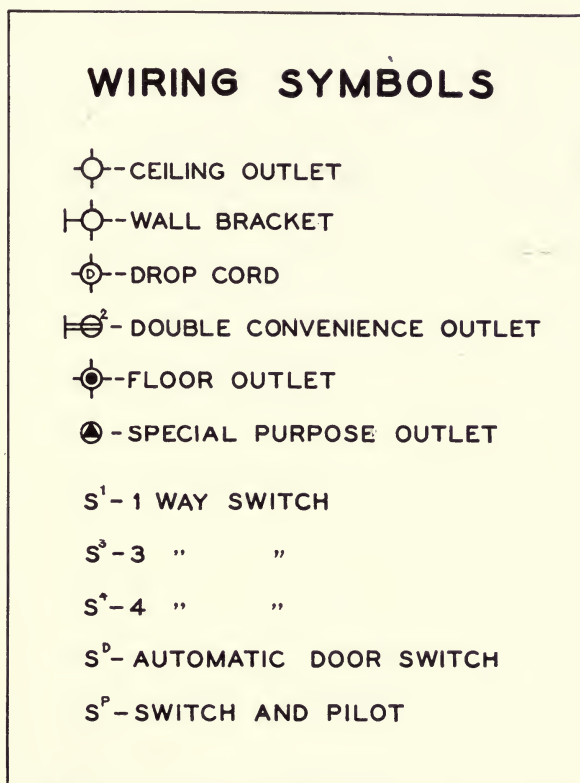 WIRING SYMBOLS
--CEILING OUTLET
--WALL BRACKET
D--DROP CORD
2- DOUBLE CONVENIENCE OUTLET
--FLOOR OUTLET
-SPECIAL PURPOSE OUTLET
S¹-1 WAY SWITCH
S³-3 " "
S⁴-4 " "
Sᴰ- AUTOMATIC DOOR SWITCH
Sᴾ-SWITCH AND PILOT